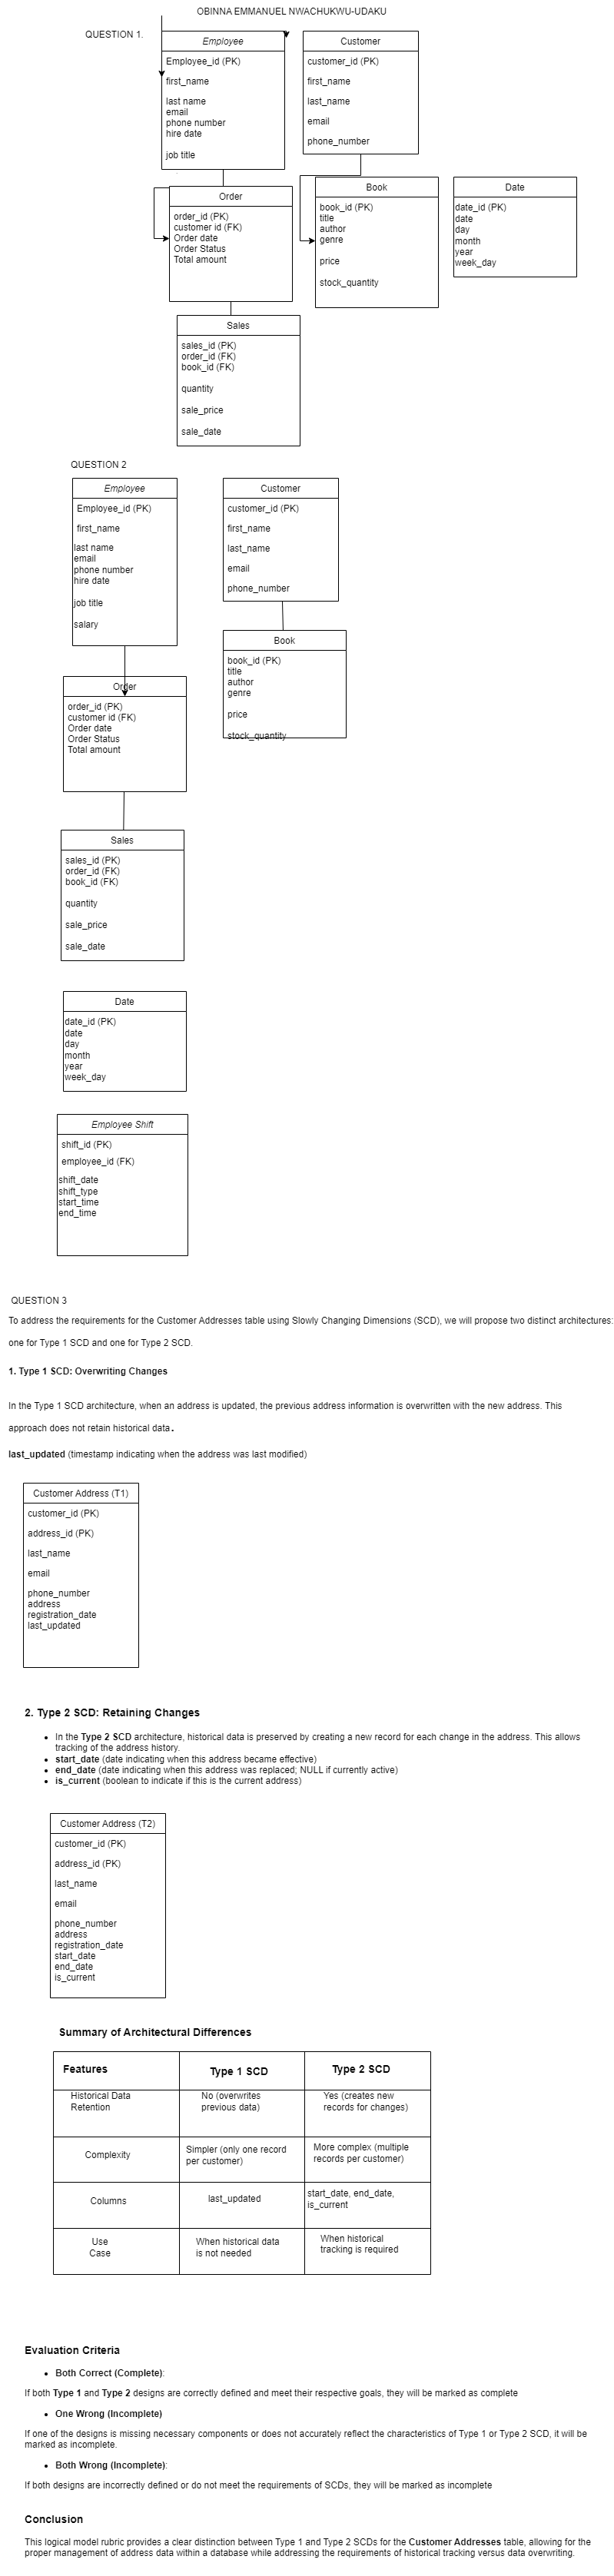 OBINNA EMMANUEL NWACHUKWU-UDAKU
QUESTION 1.
Employee
Employee_id (PK)
first_name
last name
email
phone number
hire date
job title
Customer
customer_id (PK)
first_name
last_name
email
phone_number
Order
order_id (PK)
customer id (FK)
Order date
Order Status
Total amount
Book
book_id (PK)
title
author
genre
price
stock_quantity
Date
date_id (PK)
date
day
month
year
week_day
Sales
sales_id (PK)
order_id (FK)
book_id (FK)
quantity
sale_price
sale_date
QUESTION 2
Employee
Employee_id (PK)
first_name
last name
email
phone number
hire date
job title
salary
Customer
customer_id (PK)
first_name
last_name
email
phone_number
Book
book_id (PK)
title
author
genre
price
stock_quantity
Order
order_id (PK)
customer id (FK)
Order date
Order Status
Total amount
Sales
sales_id (PK)
order_id (FK)
book_id (FK)
quantity
sale_price
sale_date
Date
date_id (PK)
date
day
month
year
week_day
Employee Shift
shift_id (PK)
employee_id (FK)
shift_date
shift_type
start_time
end_time
QUESTION 3
To address the requirements for the Customer Addresses table using Slowly Changing Dimensions (SCD), we will propose two distinct architectures:
one for Type 1 SCD and one for Type 2 SCD.
1. Type 1 SCD: Overwriting Changes
In the Type 1 SCD architecture, when an address is updated, the previous address information is overwritten with the new address. This
approach does not retain historical data.
last_updated (timestamp indicating when the address was last modified)
Customer Address (T1)
customer_id (PK)
address_id (PK)
last_name
email
phone_number
address
registration_date
last_updated
2. Type 2 SCD: Retaining Changes
• In the Type 2 SCD architecture, historical data is preserved by creating a new record for each change in the address. This allows
tracking of the address history.
• start_date (date indicating when this address became effective)
• end_date (date indicating when this address was replaced; NULL if currently active)
• is_current (boolean to indicate if this is the current address)
Customer Address (T2)
customer_id (PK)
address_id (PK)
last_name
email
phone_number
address
registration_date
start_date
end_date
is_current
Summary of Architectural Differences
Features
Type 1 SCD
Type 2 SCD
Historical Data
Retention
No (overwrites
previous data)
Yes (creates new
records for changes)
Complexity
Simpler (only one record
per customer)
More complex (multiple
records per customer)
Columns
last_updated
start_date, end_date,
is_current
Use
Case
When historical data
is not needed
When historical
tracking is required
Evaluation Criteria
• Both Correct (Complete):
If both Type 1 and Type 2 designs are correctly defined and meet their respective goals, they will be marked as complete
• One Wrong (Incomplete)
If one of the designs is missing necessary components or does not accurately reflect the characteristics of Type 1 or Type 2 SCD, it will be
marked as incomplete.
• Both Wrong (Incomplete):
If both designs are incorrectly defined or do not meet the requirements of SCDs, they will be marked as incomplete
Conclusion
This logical model rubric provides a clear distinction between Type 1 and Type 2 SCDs for the Customer Addresses table, allowing for the
proper management of address data within a database while addressing the requirements of historical tracking versus data overwriting.